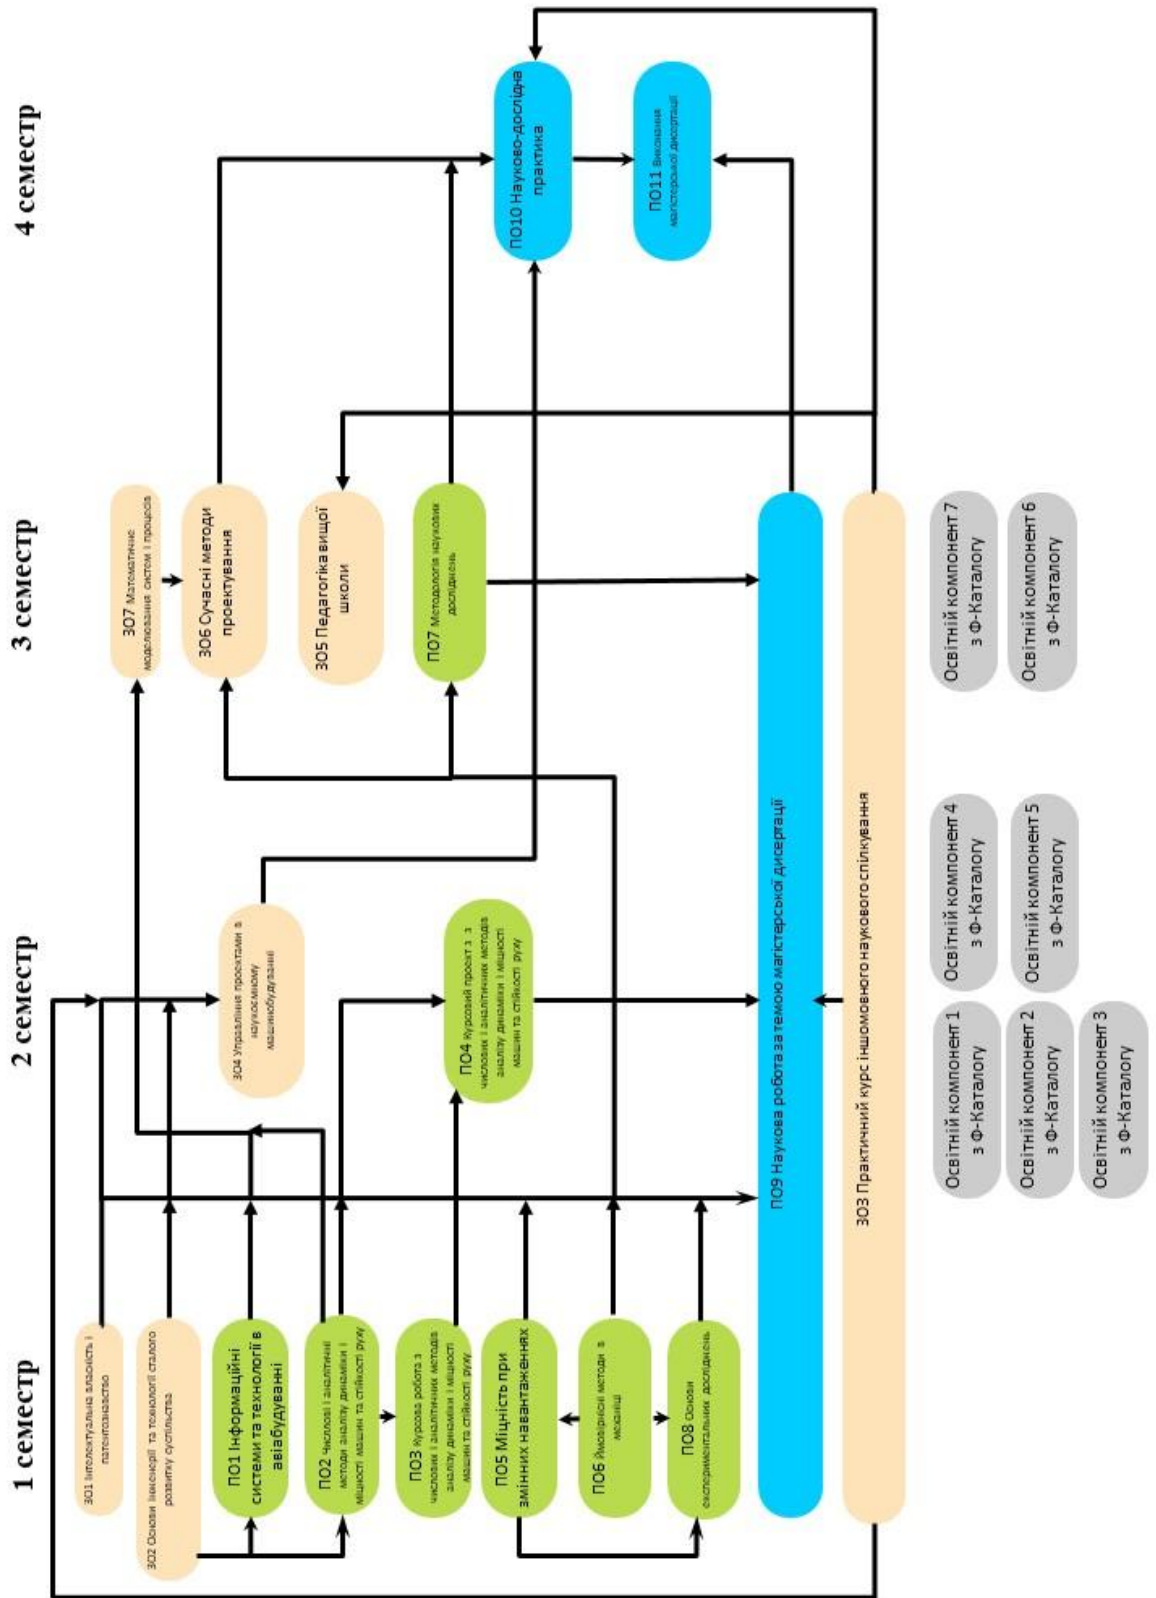 1 семестр
2 семестр
3 семестр
4 семестр
ЗО1 Інтелектуальна власність і
патентознавство
ЗО2 Основи інженерії та технології сталого
розвитку суспільства
ПО1 Інформаційні
системи та технології в
авіабудуванні
ПО2 Числові і аналітичні
методи аналізу динаміки і
міцності машин та стійкості руху
ПО3 Курсова робота з
числових і аналітичних методів
аналізу динаміки і міцності
машин та стійкості руху
ПО5 Міцність при
змінних навантаженнях
ПО6 Ймовірнісні методи в
механіці
ПО8 Основи
експериментальних досліджень
ЗО4 Управління проектами в
наукоємному
машинобудуванні
ПО4 Курсовий проект з з
числових і аналітичних методів
аналізу динаміки і міцності
машин та стійкості руху
ЗО7 Математичне
моделювання систем і процесів
ЗО6 Сучасні методи
проектування
ЗО5 Педагогіка вищої
школи
ПО7 Методологія наукових
досліджень
ПО10 Науково-дослідна
практика
ПО11 Виконання
магістерської дисертації
ПО9 Наукова робота за темою магістерської дисертації
ЗО3 Практичний курс іншомовного наукового спілкування
Освітній компонент 1
з Ф-Каталогу
Освітній компонент 2
з Ф-Каталогу
Освітній компонент 3
з Ф-Каталогу
Освітній компонент 4
з Ф-Каталогу
Освітній компонент 5
з Ф-Каталогу
Освітній компонент 7
з Ф-Каталогу
Освітній компонент 6
з Ф-Каталогу